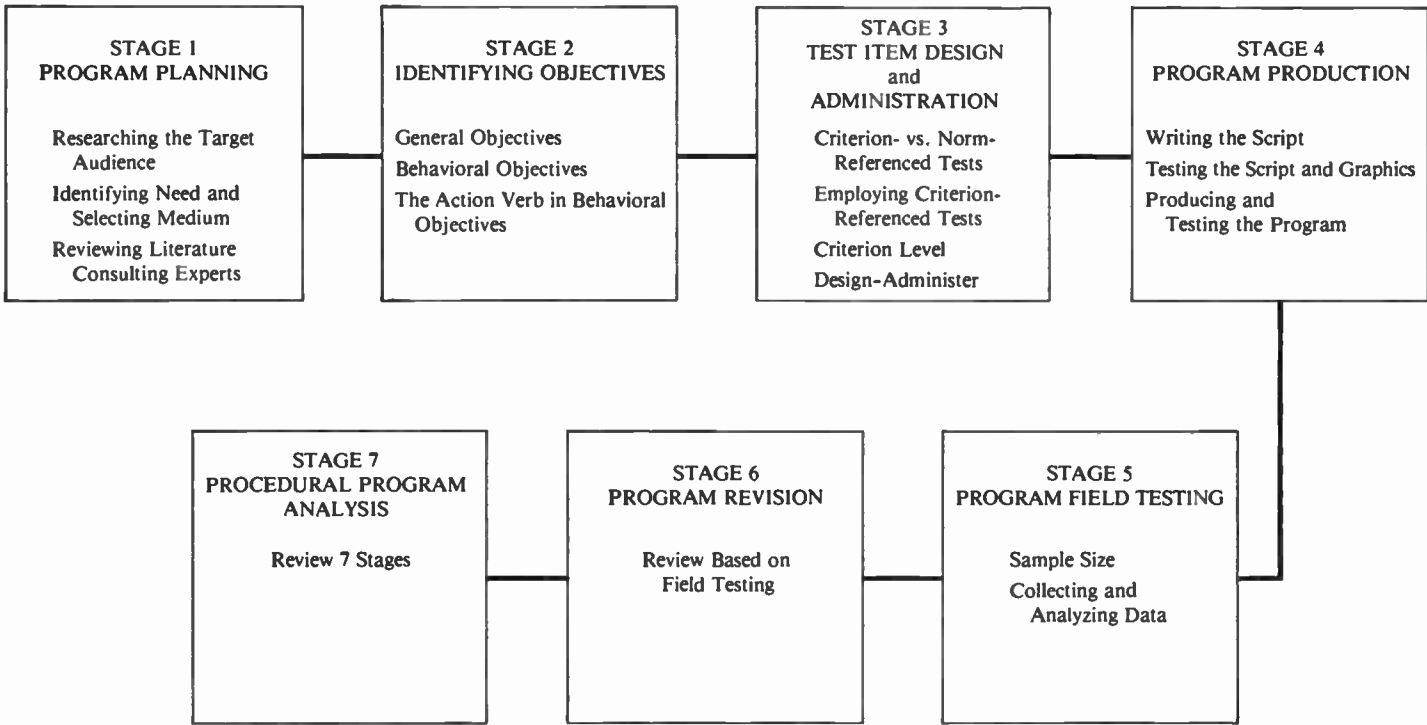 STAGE 1
PROGRAM PLANNING
Researching the Target
Audience
Identifying Need and
Selecting Medium
Reviewing Literature
Consulting Experts
STAGE 2
IDENTIFYING OBJECTIVES
General Objectives
Behavioral Objectives
The Action Verb in Behavioral
Objectives
STAGE 3
TEST ITEM DESIGN
and
ADMINISTRATION
Criterion- vs. Norm-
Referenced Tests
Employing Criterion-
Referenced Tests
Criterion Level
Design-Administer
STAGE 4
PROGRAM PRODUCTION
Writing the Script
Testing the Script and Graphics
Producing and
Testing the Program
STAGE 5
PROGRAM FIELD TESTING
Sample Size
Collecting and
Analyzing Data
STAGE 6
PROGRAM REVISION
Review Based on
Field Testing
STAGE 7
PROCEDURAL PROGRAM
ANALYSIS
Review 7 Stages